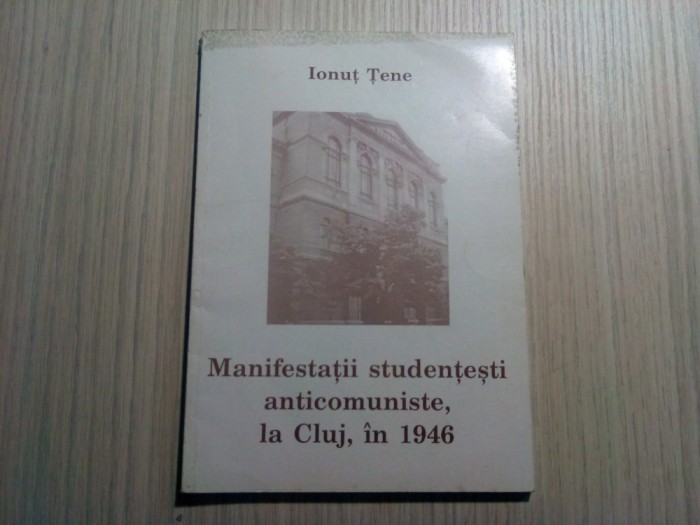 Ionuț Țene
Manifestații studențești
anticomuniste,
la Cluj, în 1946